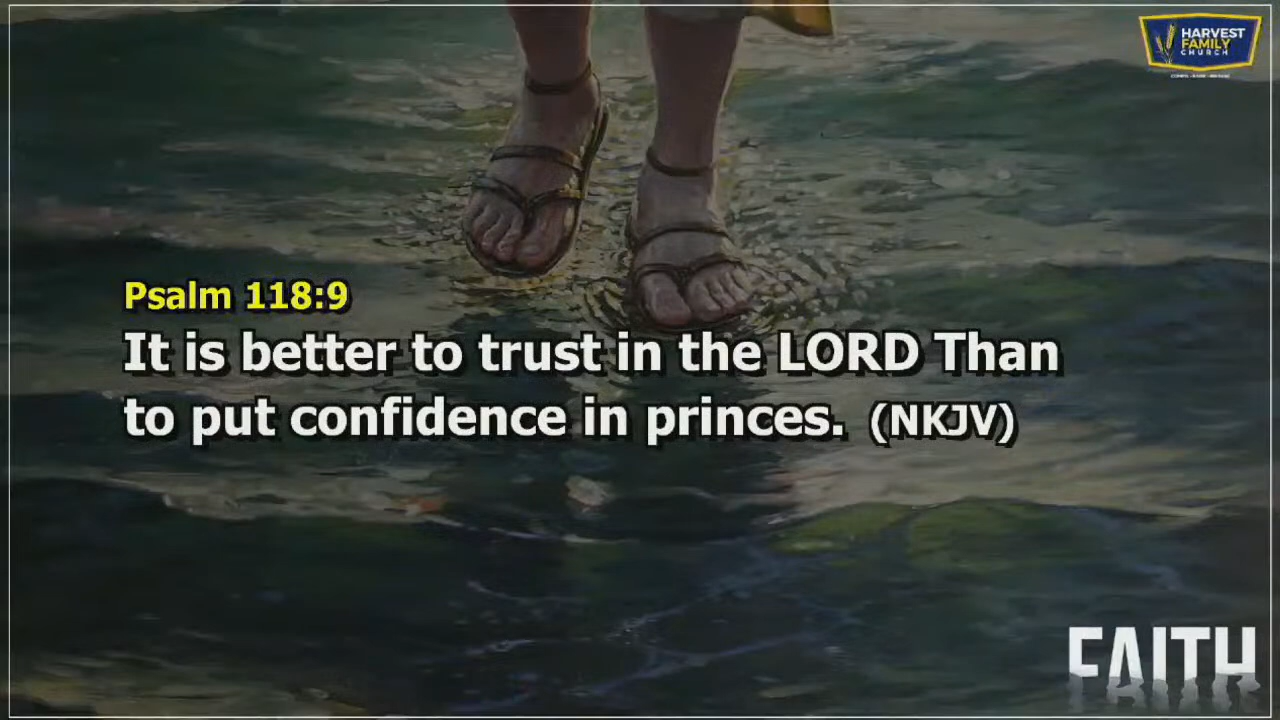 HARVEST
FAMILY
CHURCH
Psalm 118:9
It is better to trust in the LORD Than
to put confidence in princes. (NKJV)
FAITH